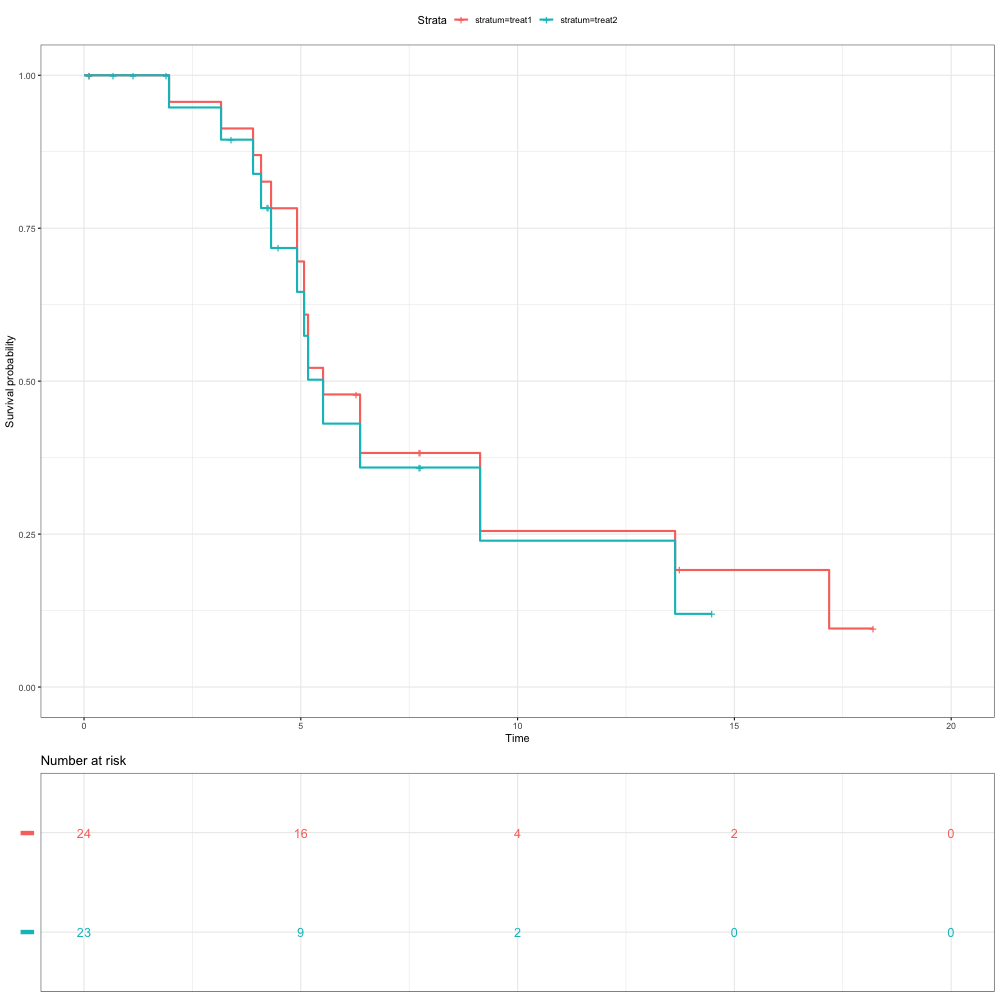 Strata stratum=treat1 stratum=treat2
1.00
0.75
0.50
0.25
0.00
Survival probability
0 5 10 15 20
Time
Number at risk
24 16 4 2 0
23 9 2 0 0